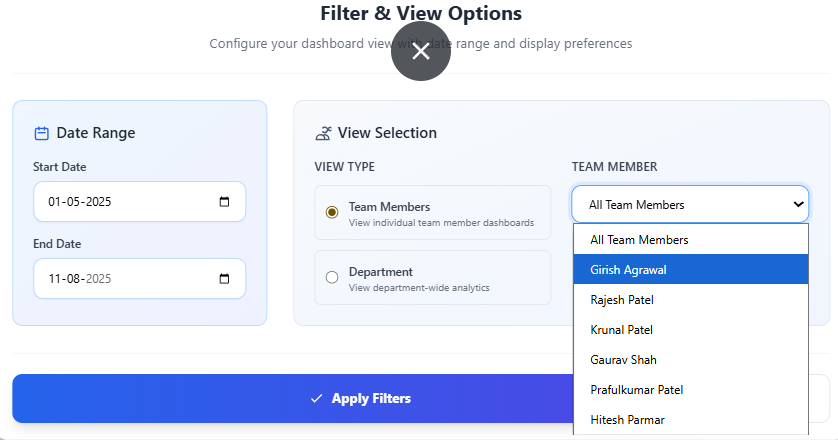 Filter & View Options
Configure your dashboard view with date range and display preferences
Date Range
Start Date
01-05-2025
End Date
11-08-2025
View Selection
VIEW TYPE
Team Members
View individual team member dashboards
Department
View department-wide analytics
TEAM MEMBER
All Team Members
All Team Members
Girish Agrawal
Rajesh Patel
Krunal Patel
Gaurav Shah
Prafulkumar Patel
Hitesh Parmar
Apply Filters